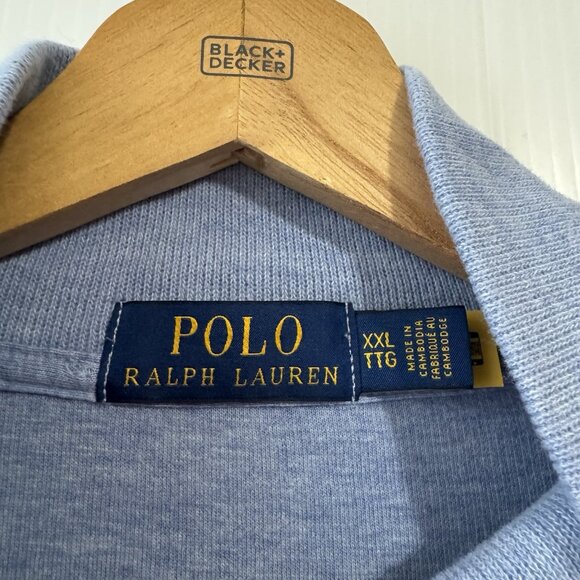 BLACK+
DECKER
POLO
RALPH LAUREN
XXL
TTG
MADE IN
CAMBODIA
FABRIQUÉ AU
CAMBODGE